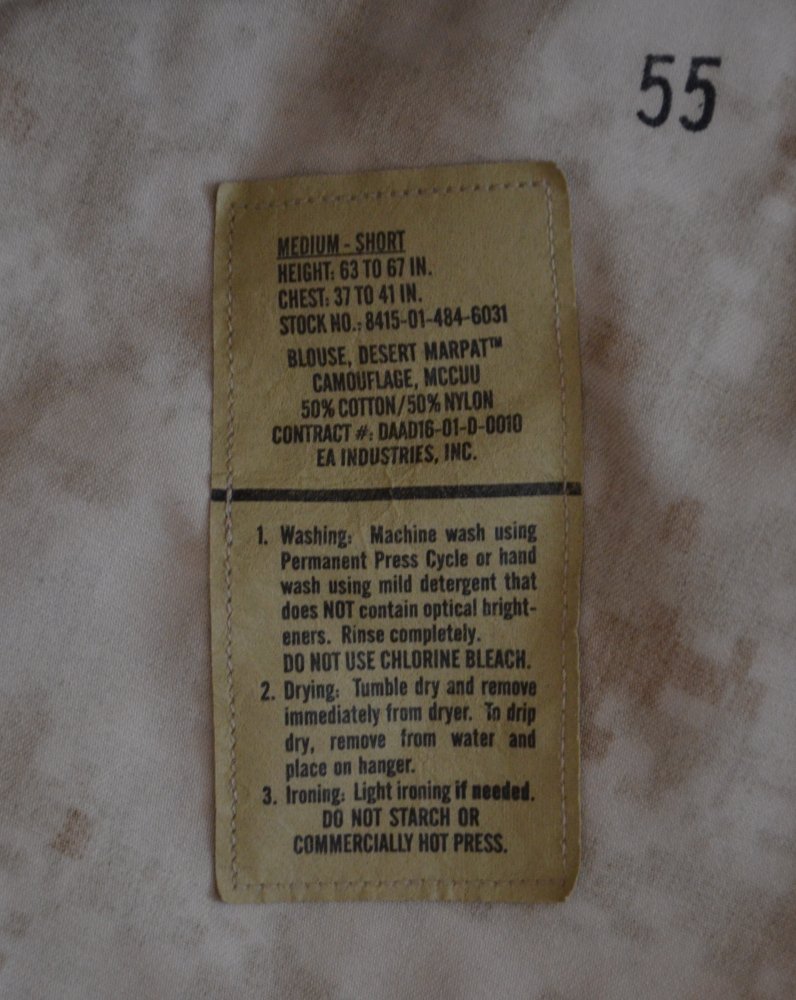 55
MEDIUM - SHORT
HEIGHT: 63 TO 67 IN.
CHEST: 37 TO 41 IN.
STOCK NO.: 8415-01-484-6031
BLOUSE, DESERT MARPAT™
CAMOUFLAGE, MCCUU
50% COTTON/50% NYLON
CONTRACT #: DAAD16-01-D-0010
EA INDUSTRIES, INC.
1. Washing: Machine wash using
Permanent Press Cycle or hand
wash using mild detergent that
does NOT contain optical bright-
eners. Rinse completely.
DO NOT USE CHLORINE BLEACH.
2. Drying: Tumble dry and remove
immediately from dryer. To drip
dry, remove from water and
place on hanger.
3. Ironing: Light ironing if needed.
DO NOT STARCH OR
COMMERCIALLY HOT PRESS.